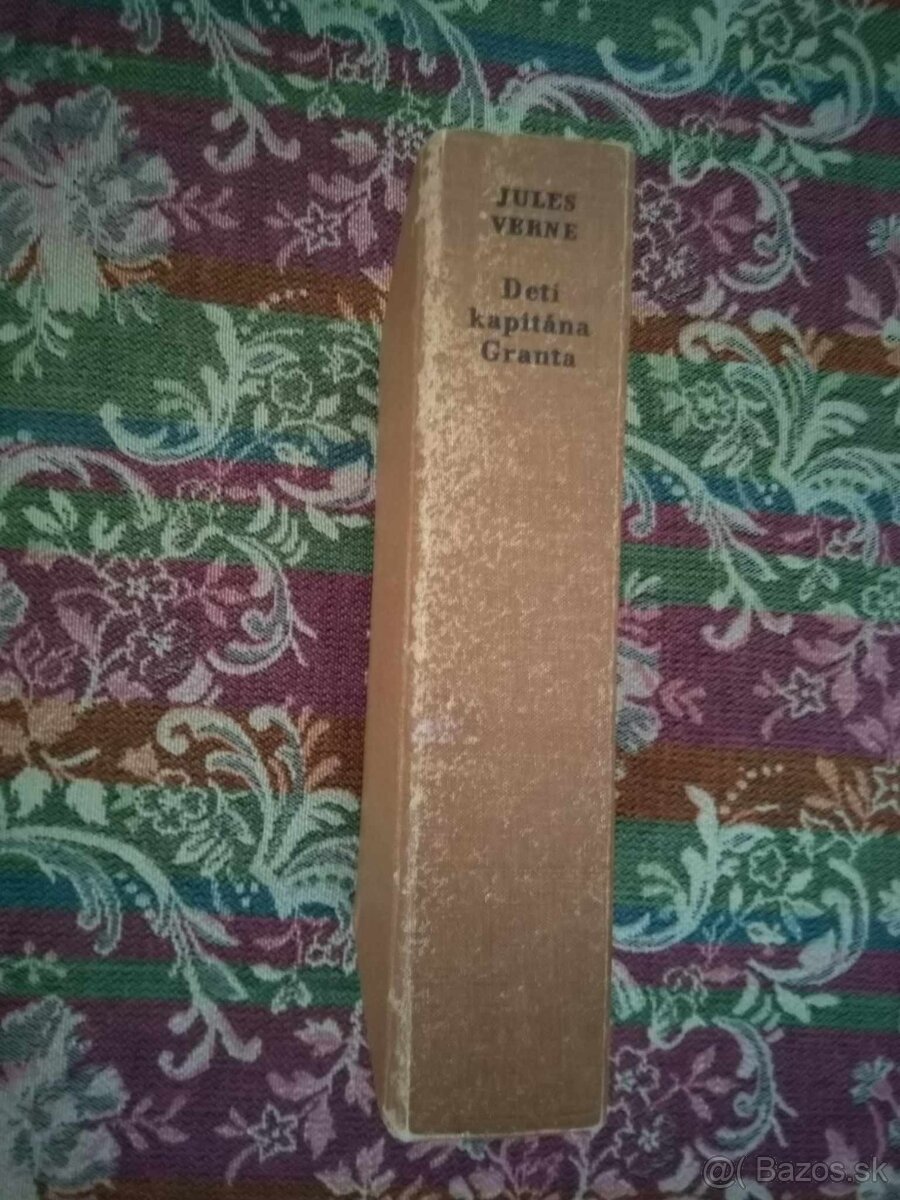 JULES
VERNE
Deti
kapitána
Granta
@( Bazos.sk